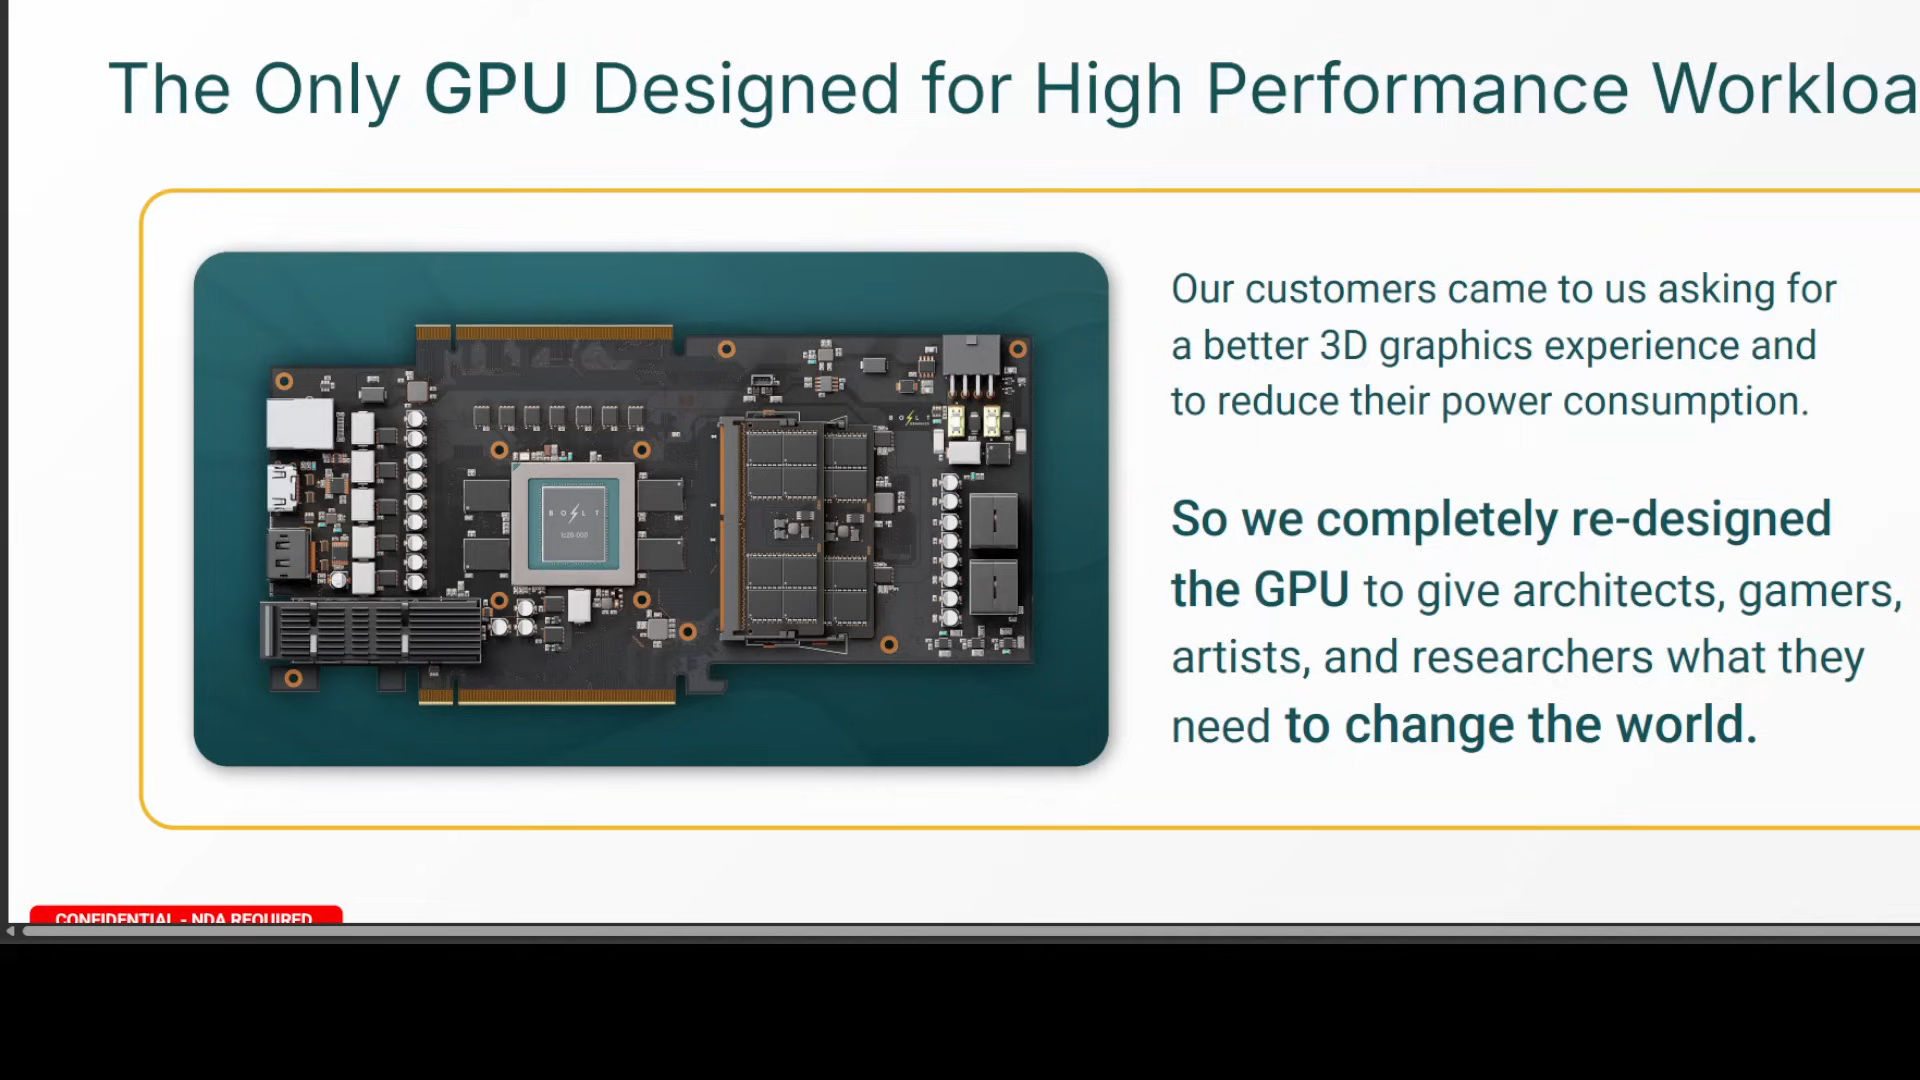 The Only GPU Designed for High Performance Workloa
Our customers came to us asking for
a better 3D graphics experience and
to reduce their power consumption.
So we completely re-designed
the GPU to give architects, gamers,
artists, and researchers what they
need to change the world.
BOLT
BOLT
CONFIDENTIAL - NDA REQUIRED